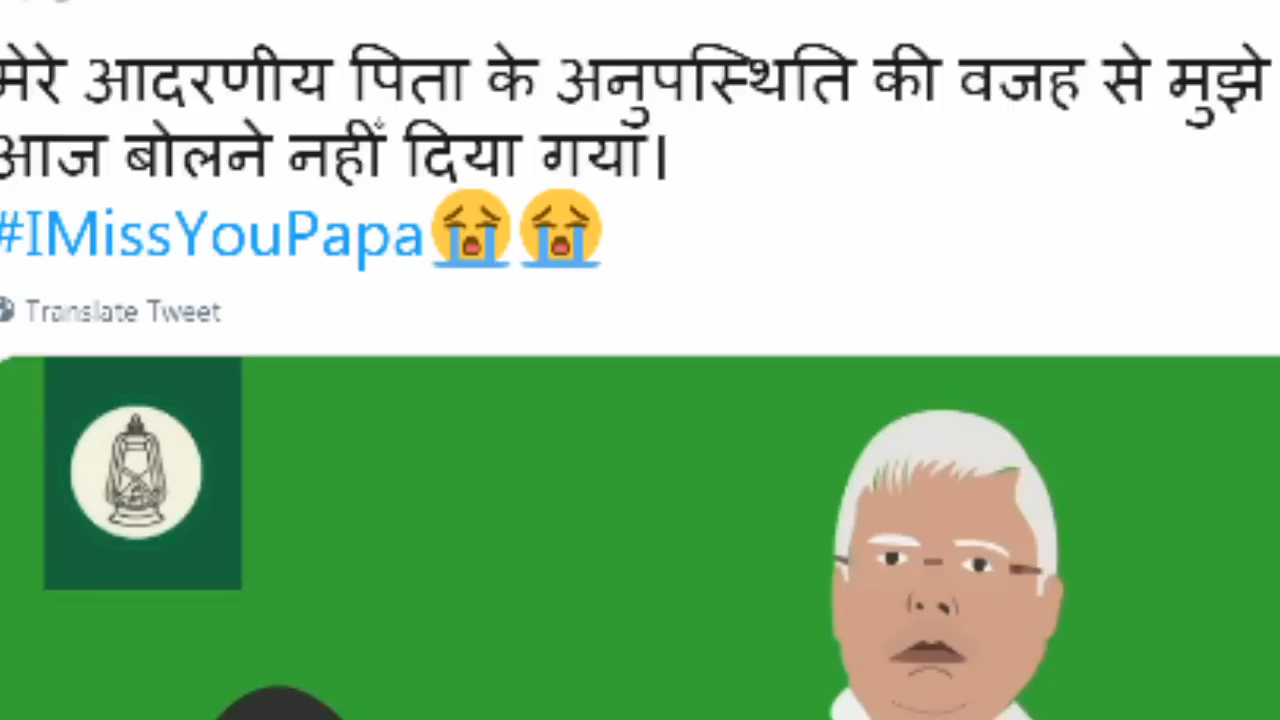 मेरे आदरणीय पिता के अनुपस्थिति की वजह से मुझे
आज बोलने नहीं दिया गया।
#IMissYouPapa😭😭
Translate Tweet